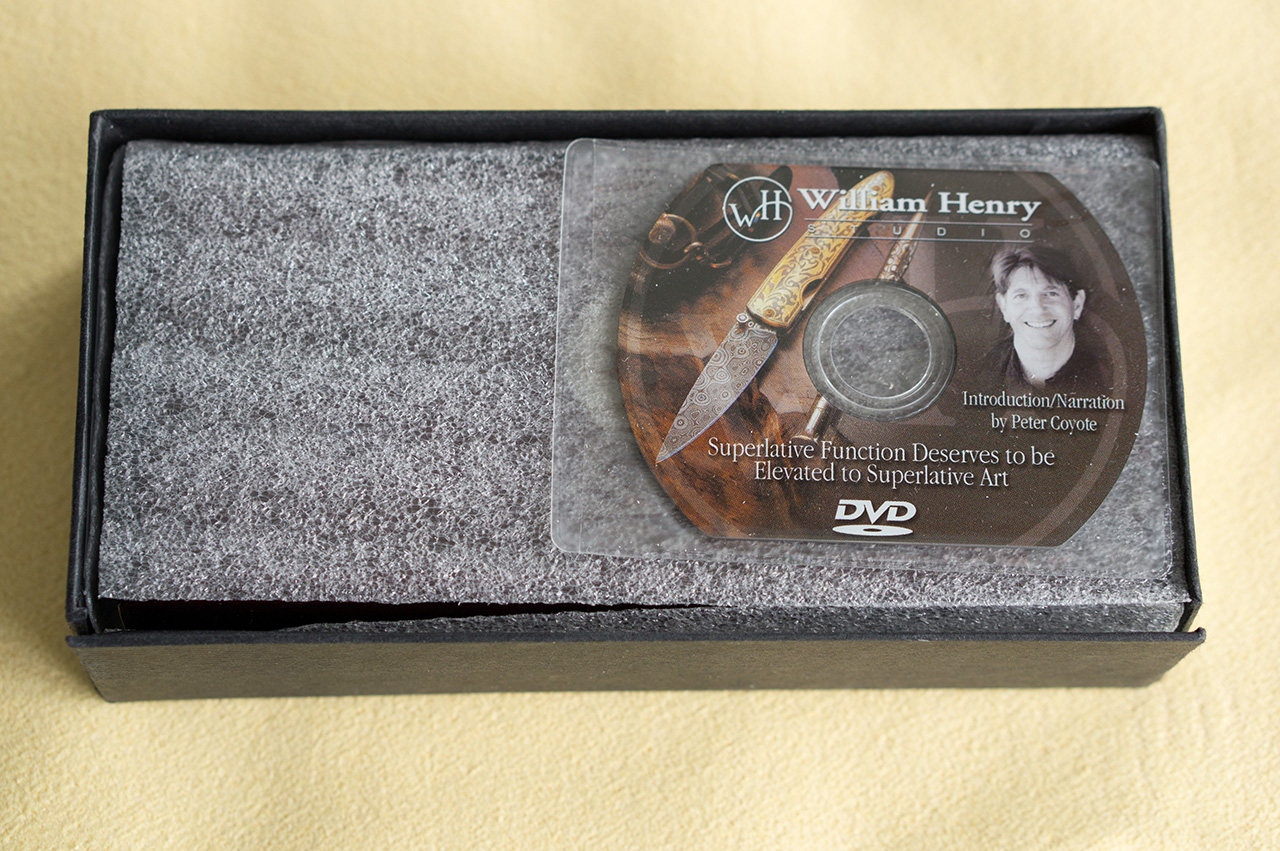 WH William Henry
STUDIO
Introduction/Narration
by Peter Coyote
Superlative Function Deserves to be
Elevated to Superlative Art
DVD